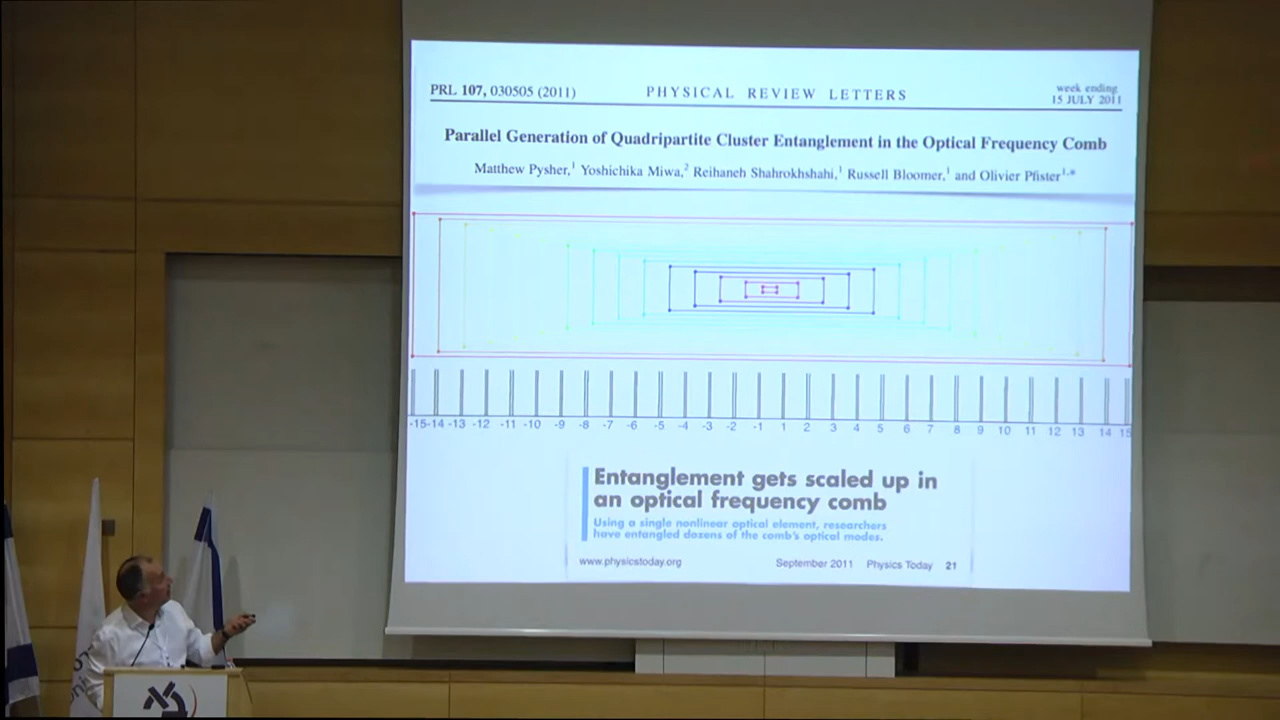 PRL 107, 030505 (2011) PHYSICAL REVIEW LETTERS week ending
15 JULY 2011
Parallel Generation of Quadripartite Cluster Entanglement in the Optical Frequency Comb
Matthew Pysher,1 Yoshichika Miwa,2 Reihaneh Shahrokhshahi,1 Russell Bloomer,1 and Olivier Pfister1,*
-15 -14 -13 -12 -11 -10 -9 -8 -7 -6 -5 -4 -3 -2 -1 1 2 3 4 5 6 7 8 9 10 11 12 13 14 15
Entanglement gets scaled up in
an optical frequency comb
Using a single nonlinear optical element, researchers
have entangled dozens of the comb's optical modes.
www.physicstoday.org September 2011 Physics Today 21